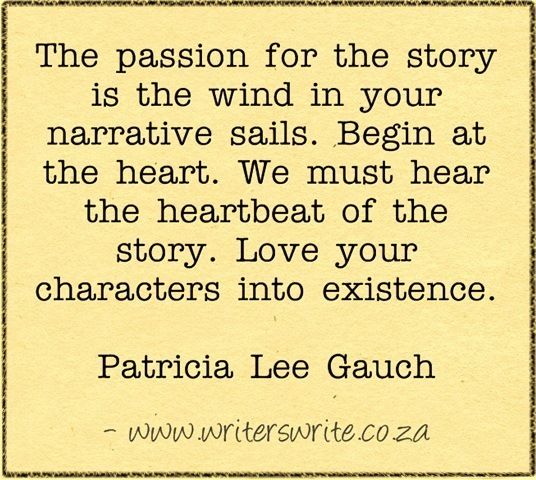 The passion for the story
is the wind in your
narrative sails. Begin at
the heart. We must hear
the heartbeat of the
story. Love your
characters into existence.
Patricia Lee Gauch
- www.writerswrite.co.za